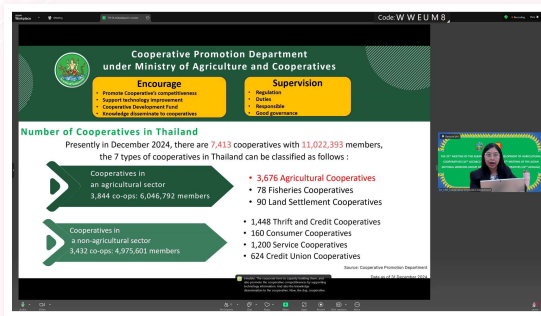 Code: W W E U M 8
Cooperative Promotion Department
under Ministry of Agriculture and Cooperatives
Encourage
• Promote Cooperative's competitiveness
• Support technology improvement
• Cooperative Development Fund
• Knowledge disseminate to cooperatives
Supervision
• Regulation
• Duties
• Responsible
• Good governance
Number of Cooperatives in Thailand
Presently in December 2024, there are 7,413 cooperatives with 11,022,393 members,
the 7 types of cooperatives in Thailand can be classified as follows :
Cooperatives in
an agricultural sector
3,844 co-ops: 6,046,792 members
• 3,676 Agricultural Cooperatives
• 78 Fisheries Cooperatives
• 90 Land Settlement Cooperatives
Cooperatives in
a non-agricultural sector
3,432 co-ops: 4,975,601 members
• 1,448 Thrift and Credit Cooperatives
• 160 Consumer Cooperatives
• 1,200 Service Cooperatives
• 624 Credit Union Cooperatives
Source: Cooperative Promotion Department
Data as of 31 December 2024